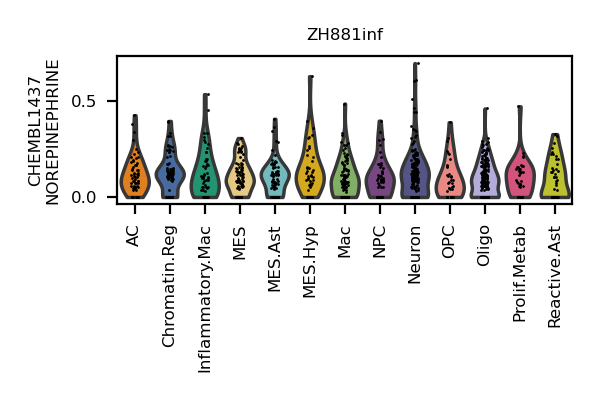 ZH881inf
CHEMBL1437
NOREPINEPHRINE
0.5
0.0
AC
Chromatin.Reg
Inflammatory.Mac
MES
MES.Ast
MES.Hyp
Mac
NPC
Neuron
OPC
Oligo
Prolif.Metab
Reactive.Ast